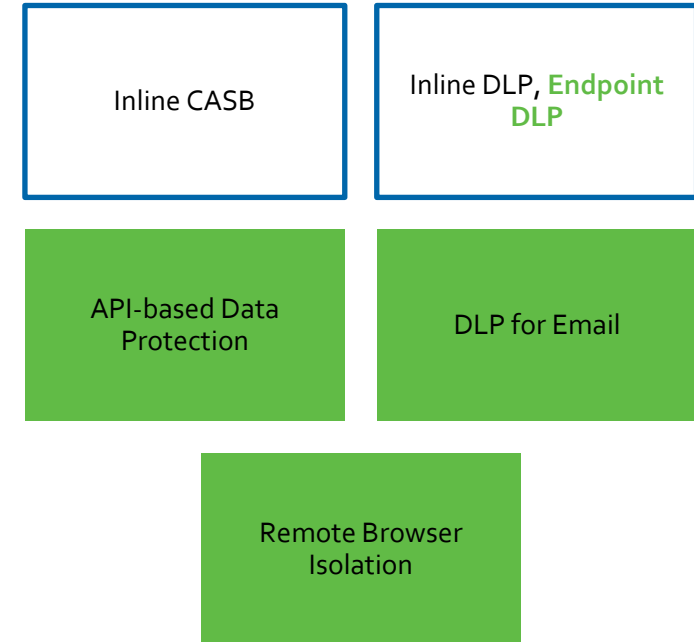 Inline CASB
Inline DLP, Endpoint
DLP
API-based Data
Protection
DLP for Email
Remote Browser
Isolation